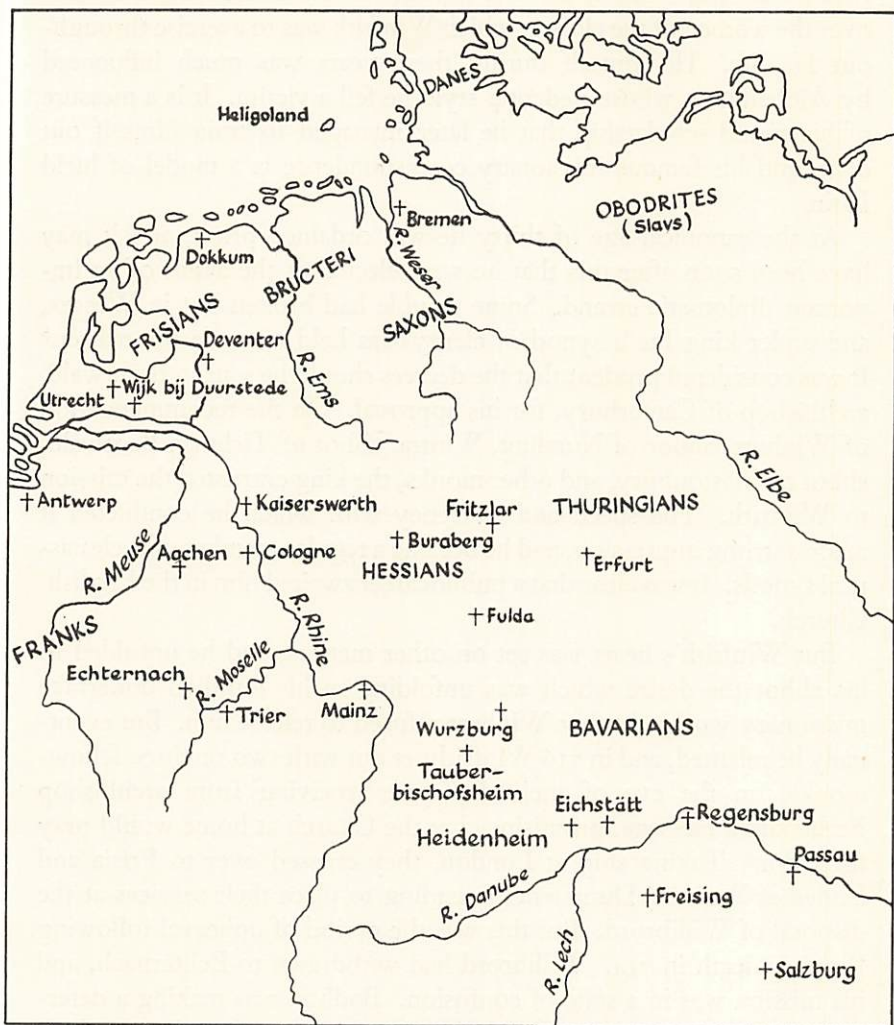 DANES
Heligoland
OBODRITES
(Slavs)
Bremen
Dokkum
R. Weser
BRUCTERI
SAXONS
FRISIANS
Deventer
R. Ems
Utrecht
Wijk bij Duurstede
R. Elbe
Antwerp
Kaiserswerth
Fritzlar
THURINGIANS
R. Meuse
Aachen
Cologne
Buraberg
Erfurt
HESSIANS
FRANKS
R. Rhine
Fulda
Echternach
R. Moselle
Trier
Mainz
Wurzburg
BAVARIANS
Tauber-
bischofsheim
Eichstätt
Heidenheim
Regensburg
Passau
R. Danube
Freising
R. Lech
Salzburg